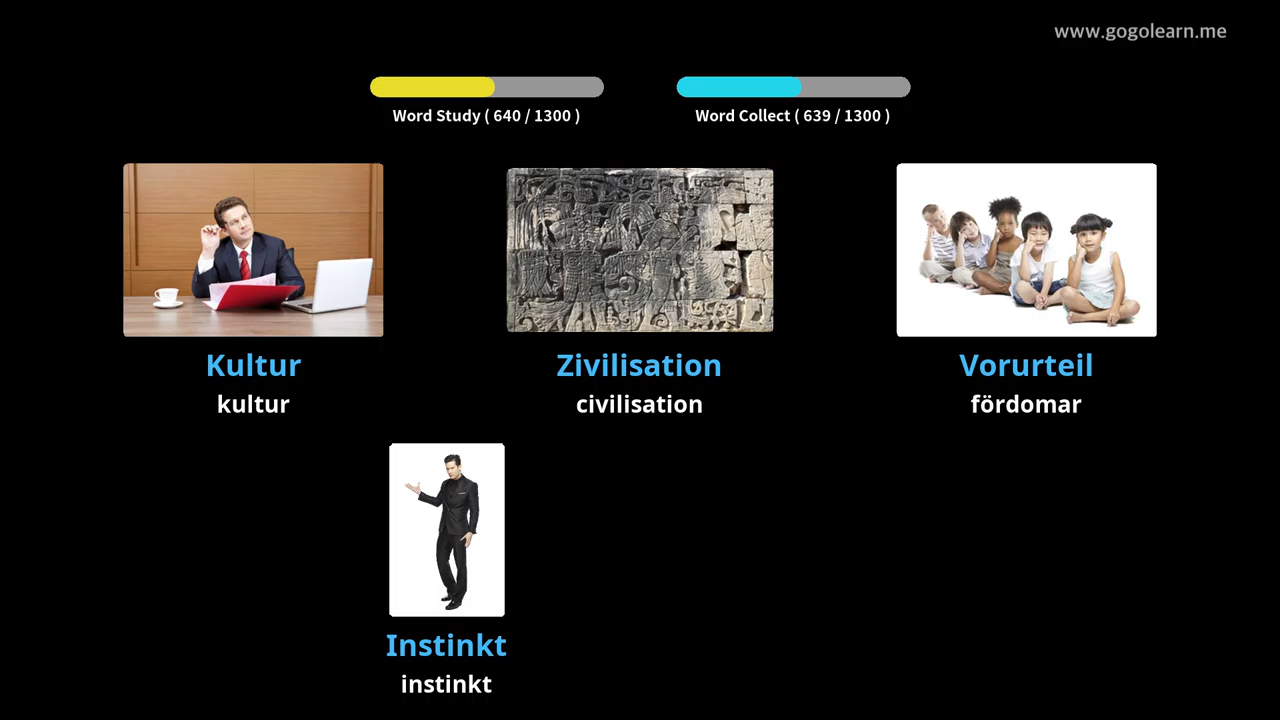 www.gogolearn.me
Word Study ( 640 / 1300 )
Word Collect ( 639 / 1300 )
Kultur
kultur
Zivilisation
civilisation
Vorurteil
fördomar
Instinkt
instinkt